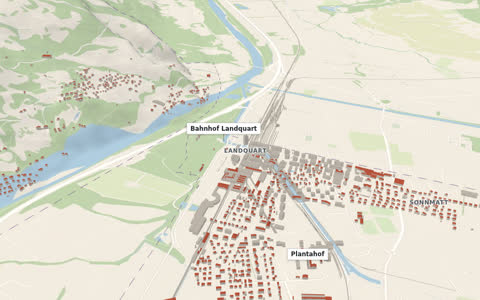 Bahnhof Landquart
LANDQUART
SONNMATT
Plantahof